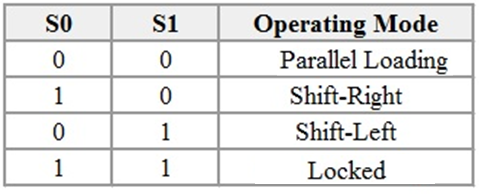 S0 S1 Operating Mode
0 0 Parallel Loading
1 0 Shift-Right
0 1 Shift-Left
1 1 Locked